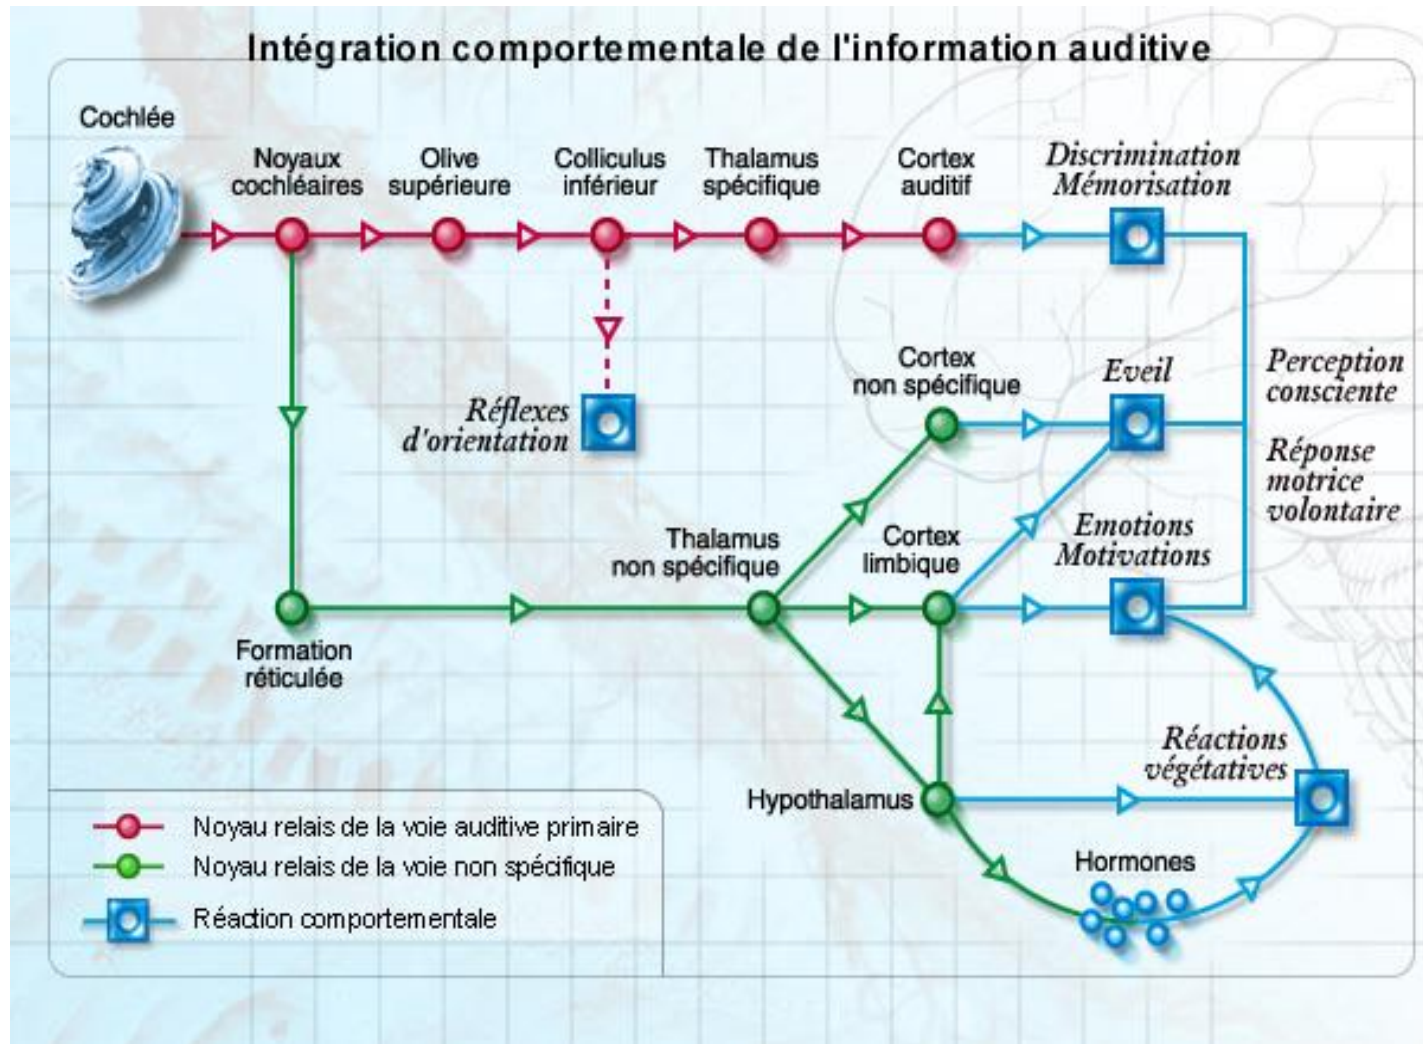 Intégration comportementale de l'information auditive
Cochlée
Noyaux
cochléaires
Olive
supérieure
Colliculus
inférieur
Thalamus
spécifique
Cortex
auditif
Discrimination
Mémorisation
Cortex
non spécifique
Eveil
Perception
consciente
Réflexes
d'orientation
Réponse
motrice
volontaire
Thalamus
non spécifique
Cortex
limbique
Emotions
Motivations
Formation
réticulée
Réactions
végétatives
Hypothalamus
Hormones
Noyau relais de la voie auditive primaire
Noyau relais de la voie non spécifique
Réaction comportementale